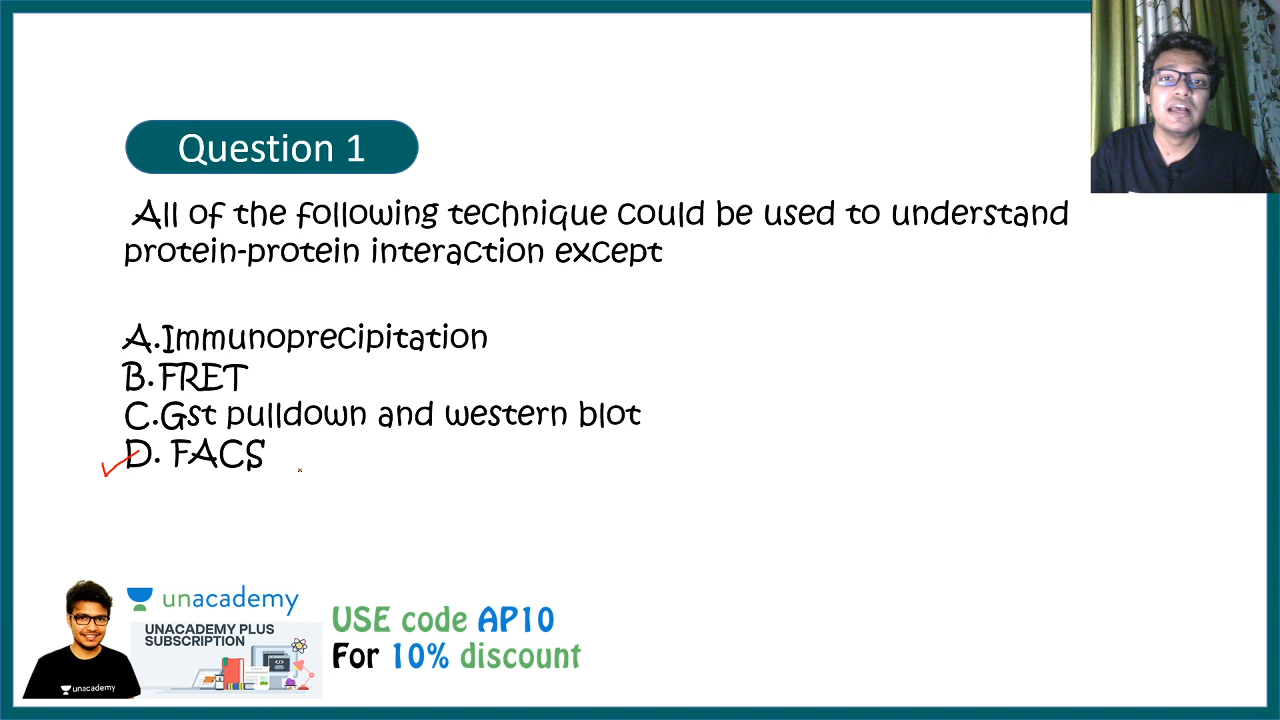 Question 1
All of the following technique could be used to understand
protein-protein interaction except
A.Immunoprecipitation
B. FRET
C.Gst pulldown and western blot
D. FACS
unacademy
UNACADEMY PLUS
SUBSCRIPTION
unacademy
USE code AP10
For 10% discount